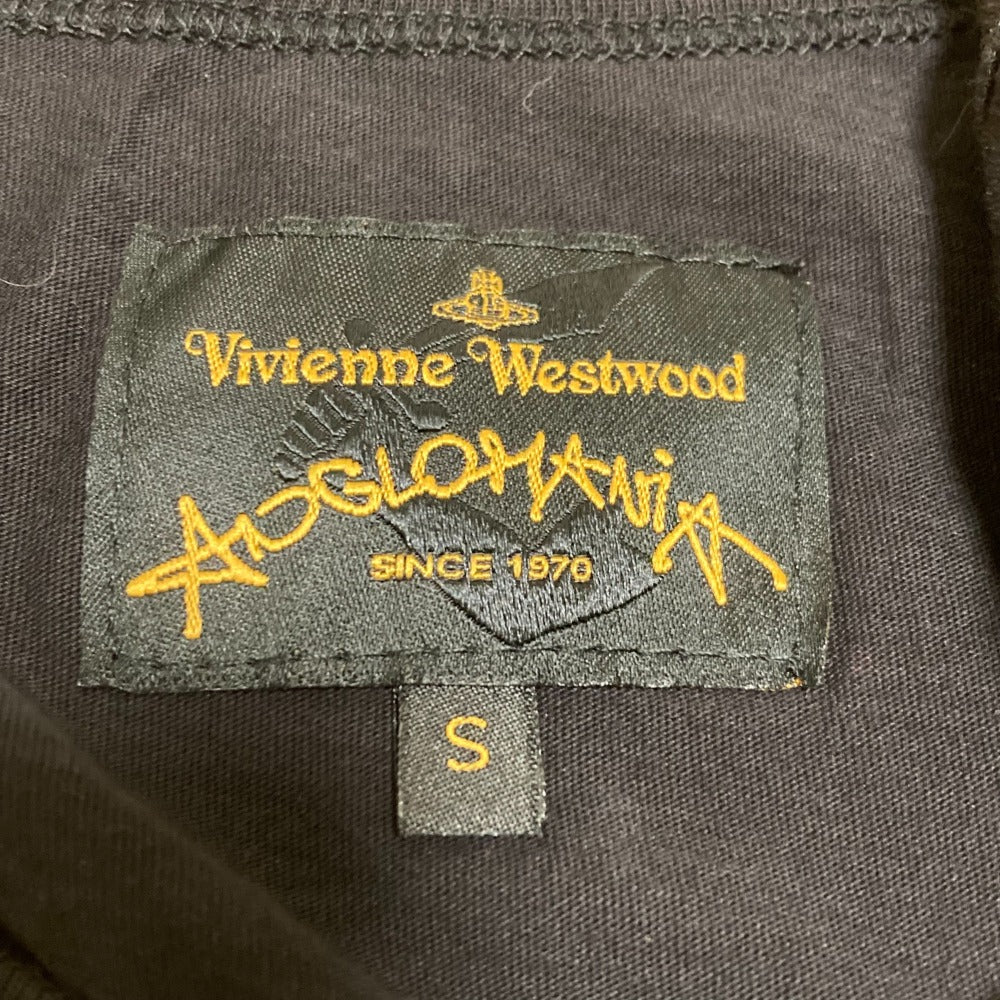 Vivienne Westwood
ANGLOMANIA
SINCE 1970
S